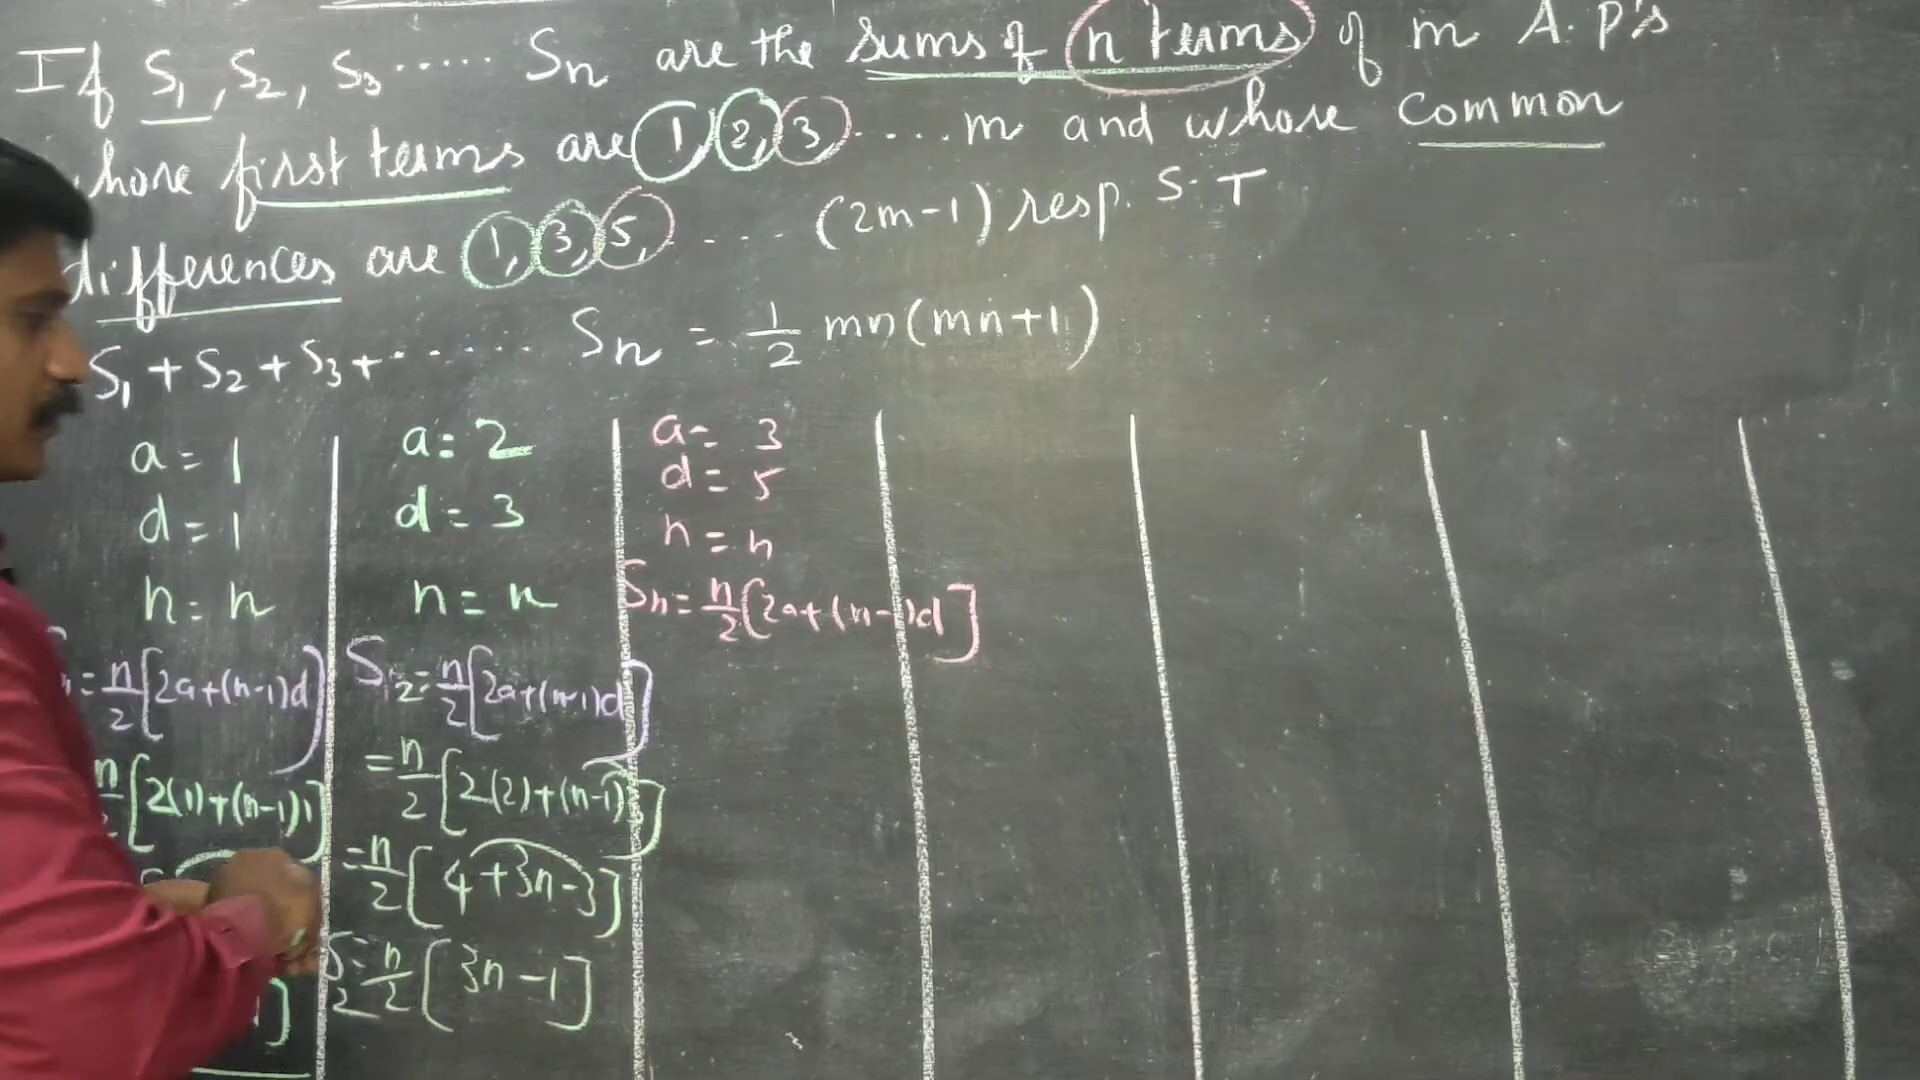 If S₁, S₂, S₃ ..... Sn are the sums of n terms of m A.P's
whose first terms are 1, 2, 3 ..... m and whose common
differences are 1, 3, 5, .... (2m-1) resp. S.T
S₁ + S₂ + S₃ + ...... Sn = 1/2 mn(mn+1)
a = 1
d = 1
n = n
= n/2 [2a+(n-1)d]
n/2 [2(1)+(n-1)1]
a = 2
d = 3
n = n
S₂ = n/2 [2a+(n-1)d]
= n/2 [2(2)+(n-1)3]
= n/2 [4+3n-3]
S₂ = n/2 [3n-1]
a = 3
d = 5
n = n
Sn = n/2 [2a+(n-1)d]